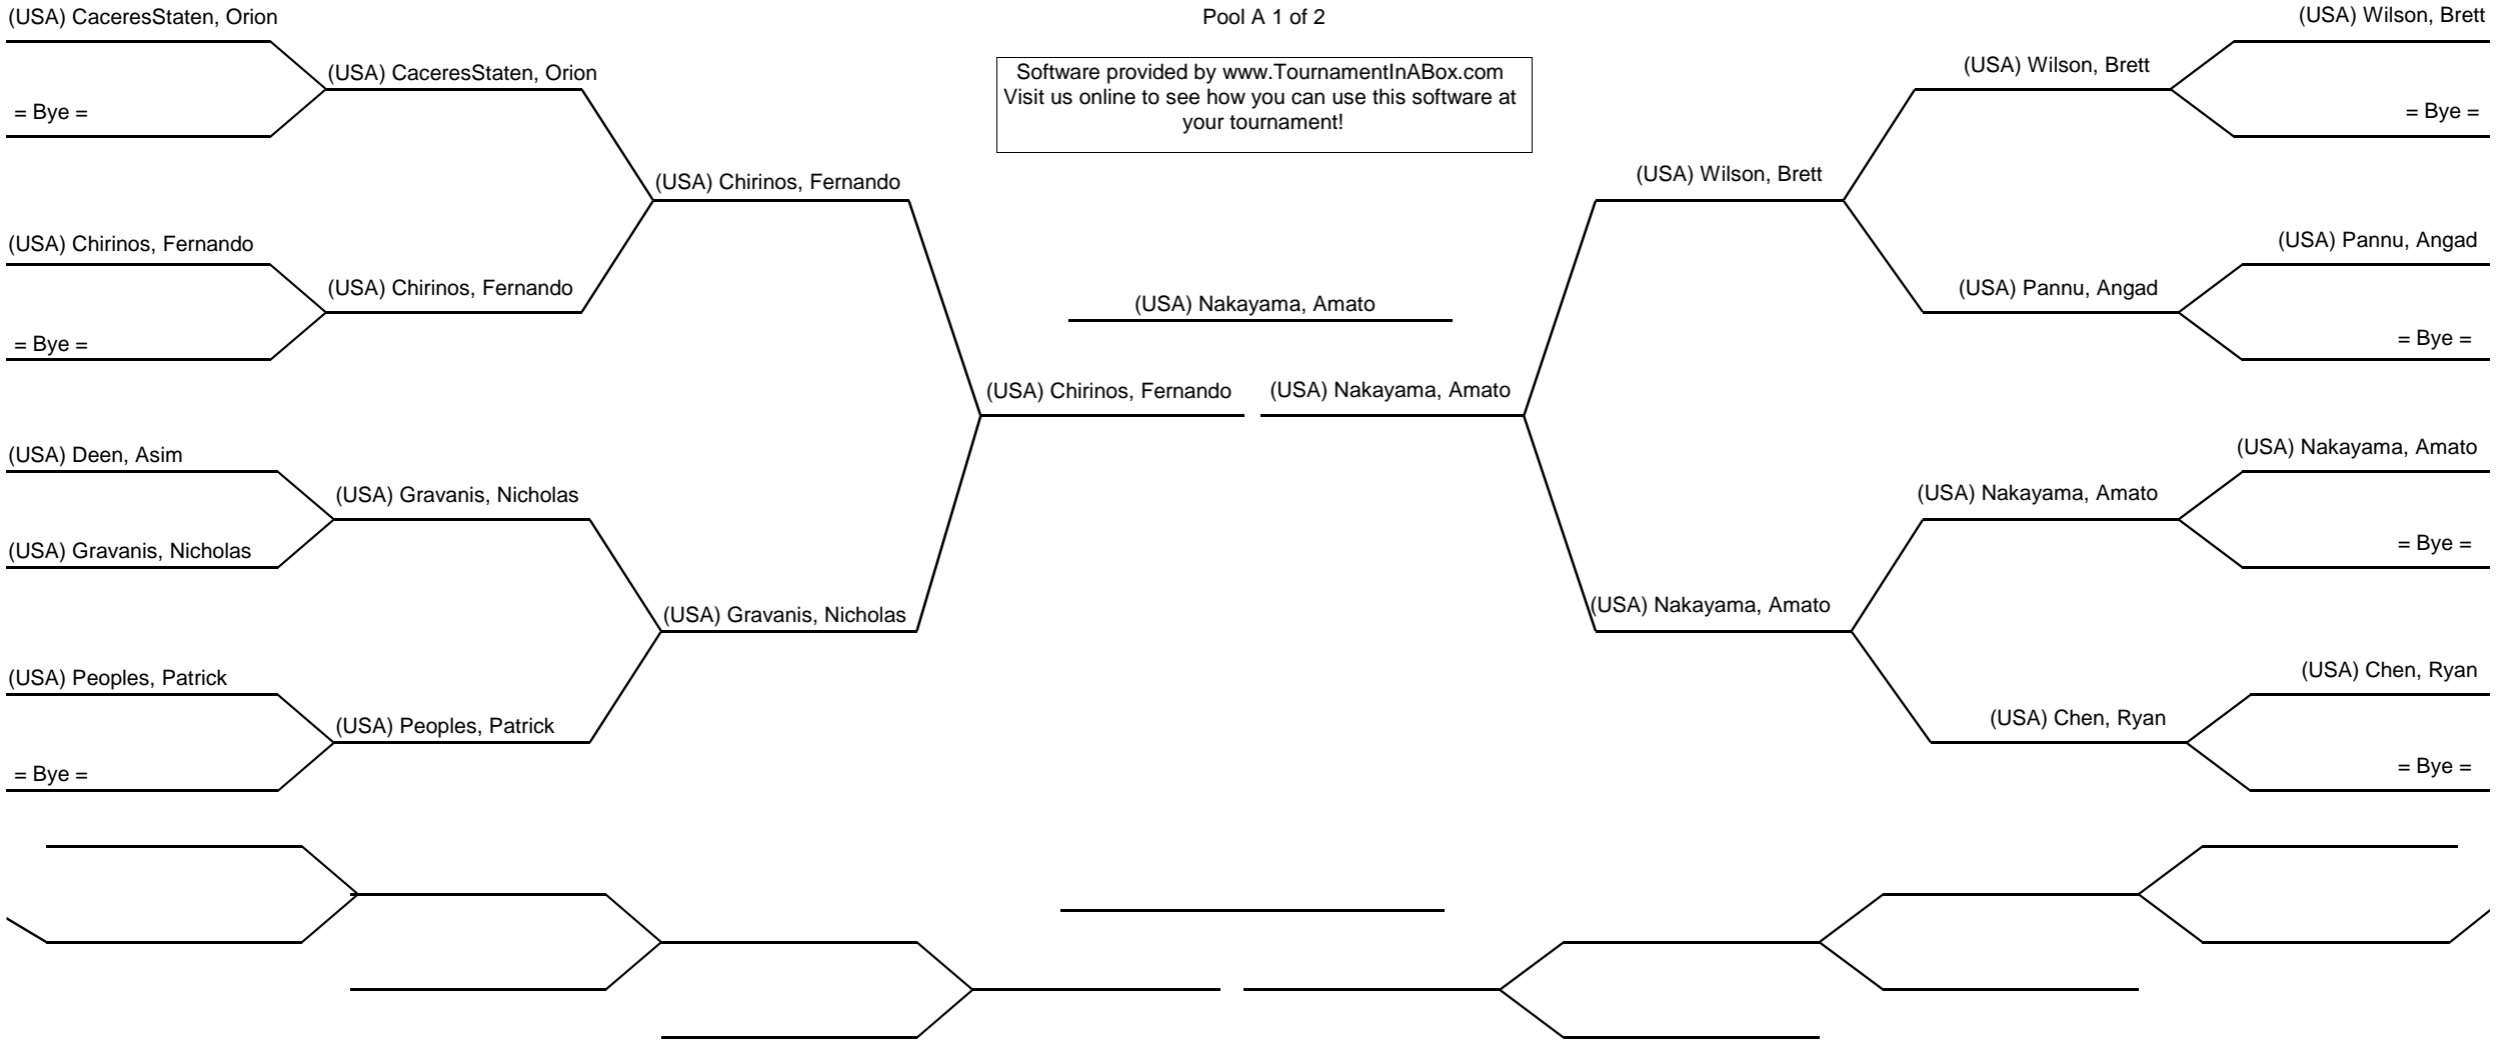 (USA) CaceresStaten, Orion
= Bye =
(USA) Chirinos, Fernando
= Bye =
(USA) Deen, Asim
(USA) Gravanis, Nicholas
(USA) Peoples, Patrick
= Bye =
(USA) CaceresStaten, Orion
(USA) Chirinos, Fernando
(USA) Gravanis, Nicholas
(USA) Peoples, Patrick
(USA) Chirinos, Fernando
(USA) Gravanis, Nicholas
(USA) Chirinos, Fernando
Pool A 1 of 2
Software provided by www.TournamentInABox.com
Visit us online to see how you can use this software at
your tournament!
(USA) Nakayama, Amato
(USA) Nakayama, Amato
(USA) Wilson, Brett
(USA) Nakayama, Amato
(USA) Wilson, Brett
(USA) Pannu, Angad
(USA) Nakayama, Amato
(USA) Chen, Ryan
(USA) Wilson, Brett
= Bye =
(USA) Pannu, Angad
= Bye =
(USA) Nakayama, Amato
= Bye =
(USA) Chen, Ryan
= Bye =